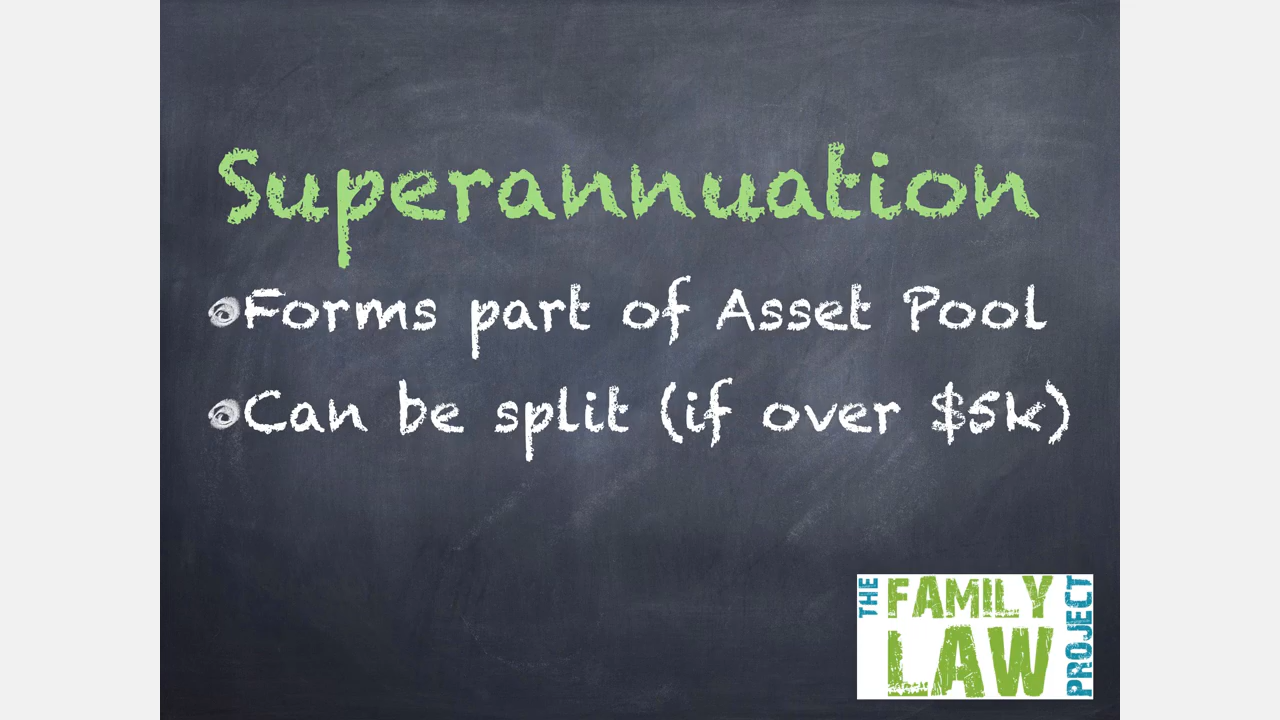 Superannuation
Forms part of Asset Pool
Can be split (if over $5k)
THE FAMILY LAW PROJECT